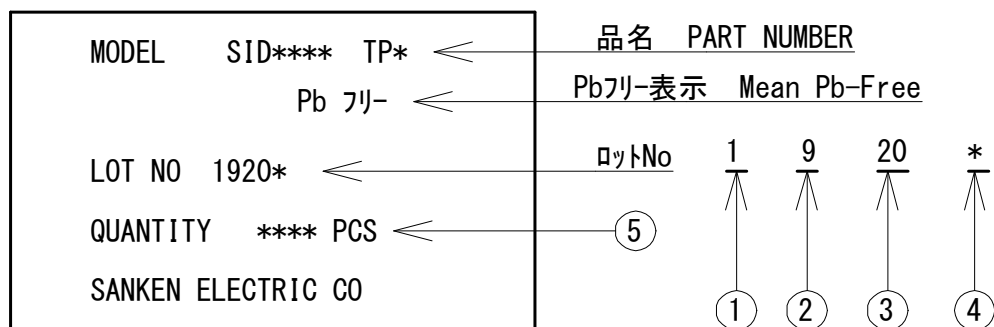 MODEL SID**** TP*
品名 PART NUMBER
Pb フリー
Pbフリー表示 Mean Pb-Free
LOT NO 1920*
ロットNo 1 9 20 *
QUANTITY **** PCS
⑤
SANKEN ELECTRIC CO
① ② ③ ④